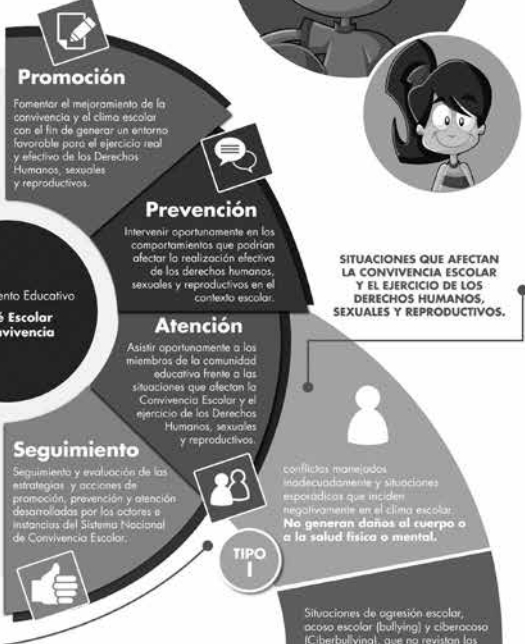 Promoción
Fomentar el mejoramiento de la
convivencia y el clima escolar
con el fin de generar un entorno
favorable para el ejercicio real
y efectivo de los Derechos
Humanos, sexuales
y reproductivos.
Prevención
Intervenir oportunamente en los
comportamientos que podrían
afectar la realización efectiva
de los derechos humanos,
sexuales y reproductivos en el
contexto escolar.
ento Educativo
é Escolar
vivencia
Atención
Asistir oportunamente a los
miembros de la comunidad
educativa frente a las
situaciones que afectan la
Convivencia Escolar y el
ejercicio de los Derechos
Humanos, sexuales
y reproductivos.
Seguimiento
Seguimiento y evaluación de las
estrategias y acciones de
promoción, prevención y atención
desarrolladas por los actores e
instancias del Sistema Nacional
de Convivencia Escolar.
SITUACIONES QUE AFECTAN
LA CONVIVENCIA ESCOLAR
Y EL EJERCICIO DE LOS
DERECHOS HUMANOS,
SEXUALES Y REPRODUCTIVOS.
TIPO
I
conflictos manejados
inadecuadamente y situaciones
esporádicas que inciden
negativamente en el clima escolar.
No generan daños al cuerpo o
a la salud física o mental.
Situaciones de agresión escolar,
acoso escolar (bullying) y ciberacoso
(Ciberbullying), que no revistan las